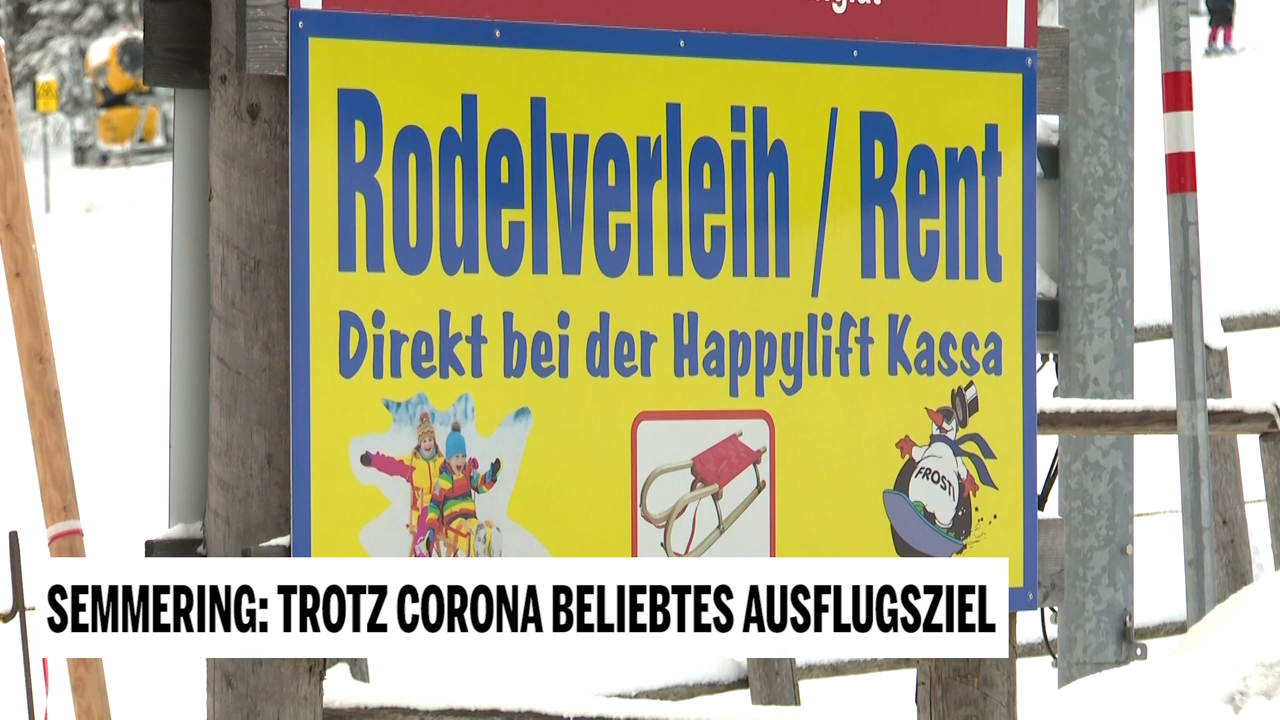 Rodelverleih / Rent
Direkt bei der Happylift Kassa
FROSTI
SEMMERING: TROTZ CORONA BELIEBTES AUSFLUGSZIEL